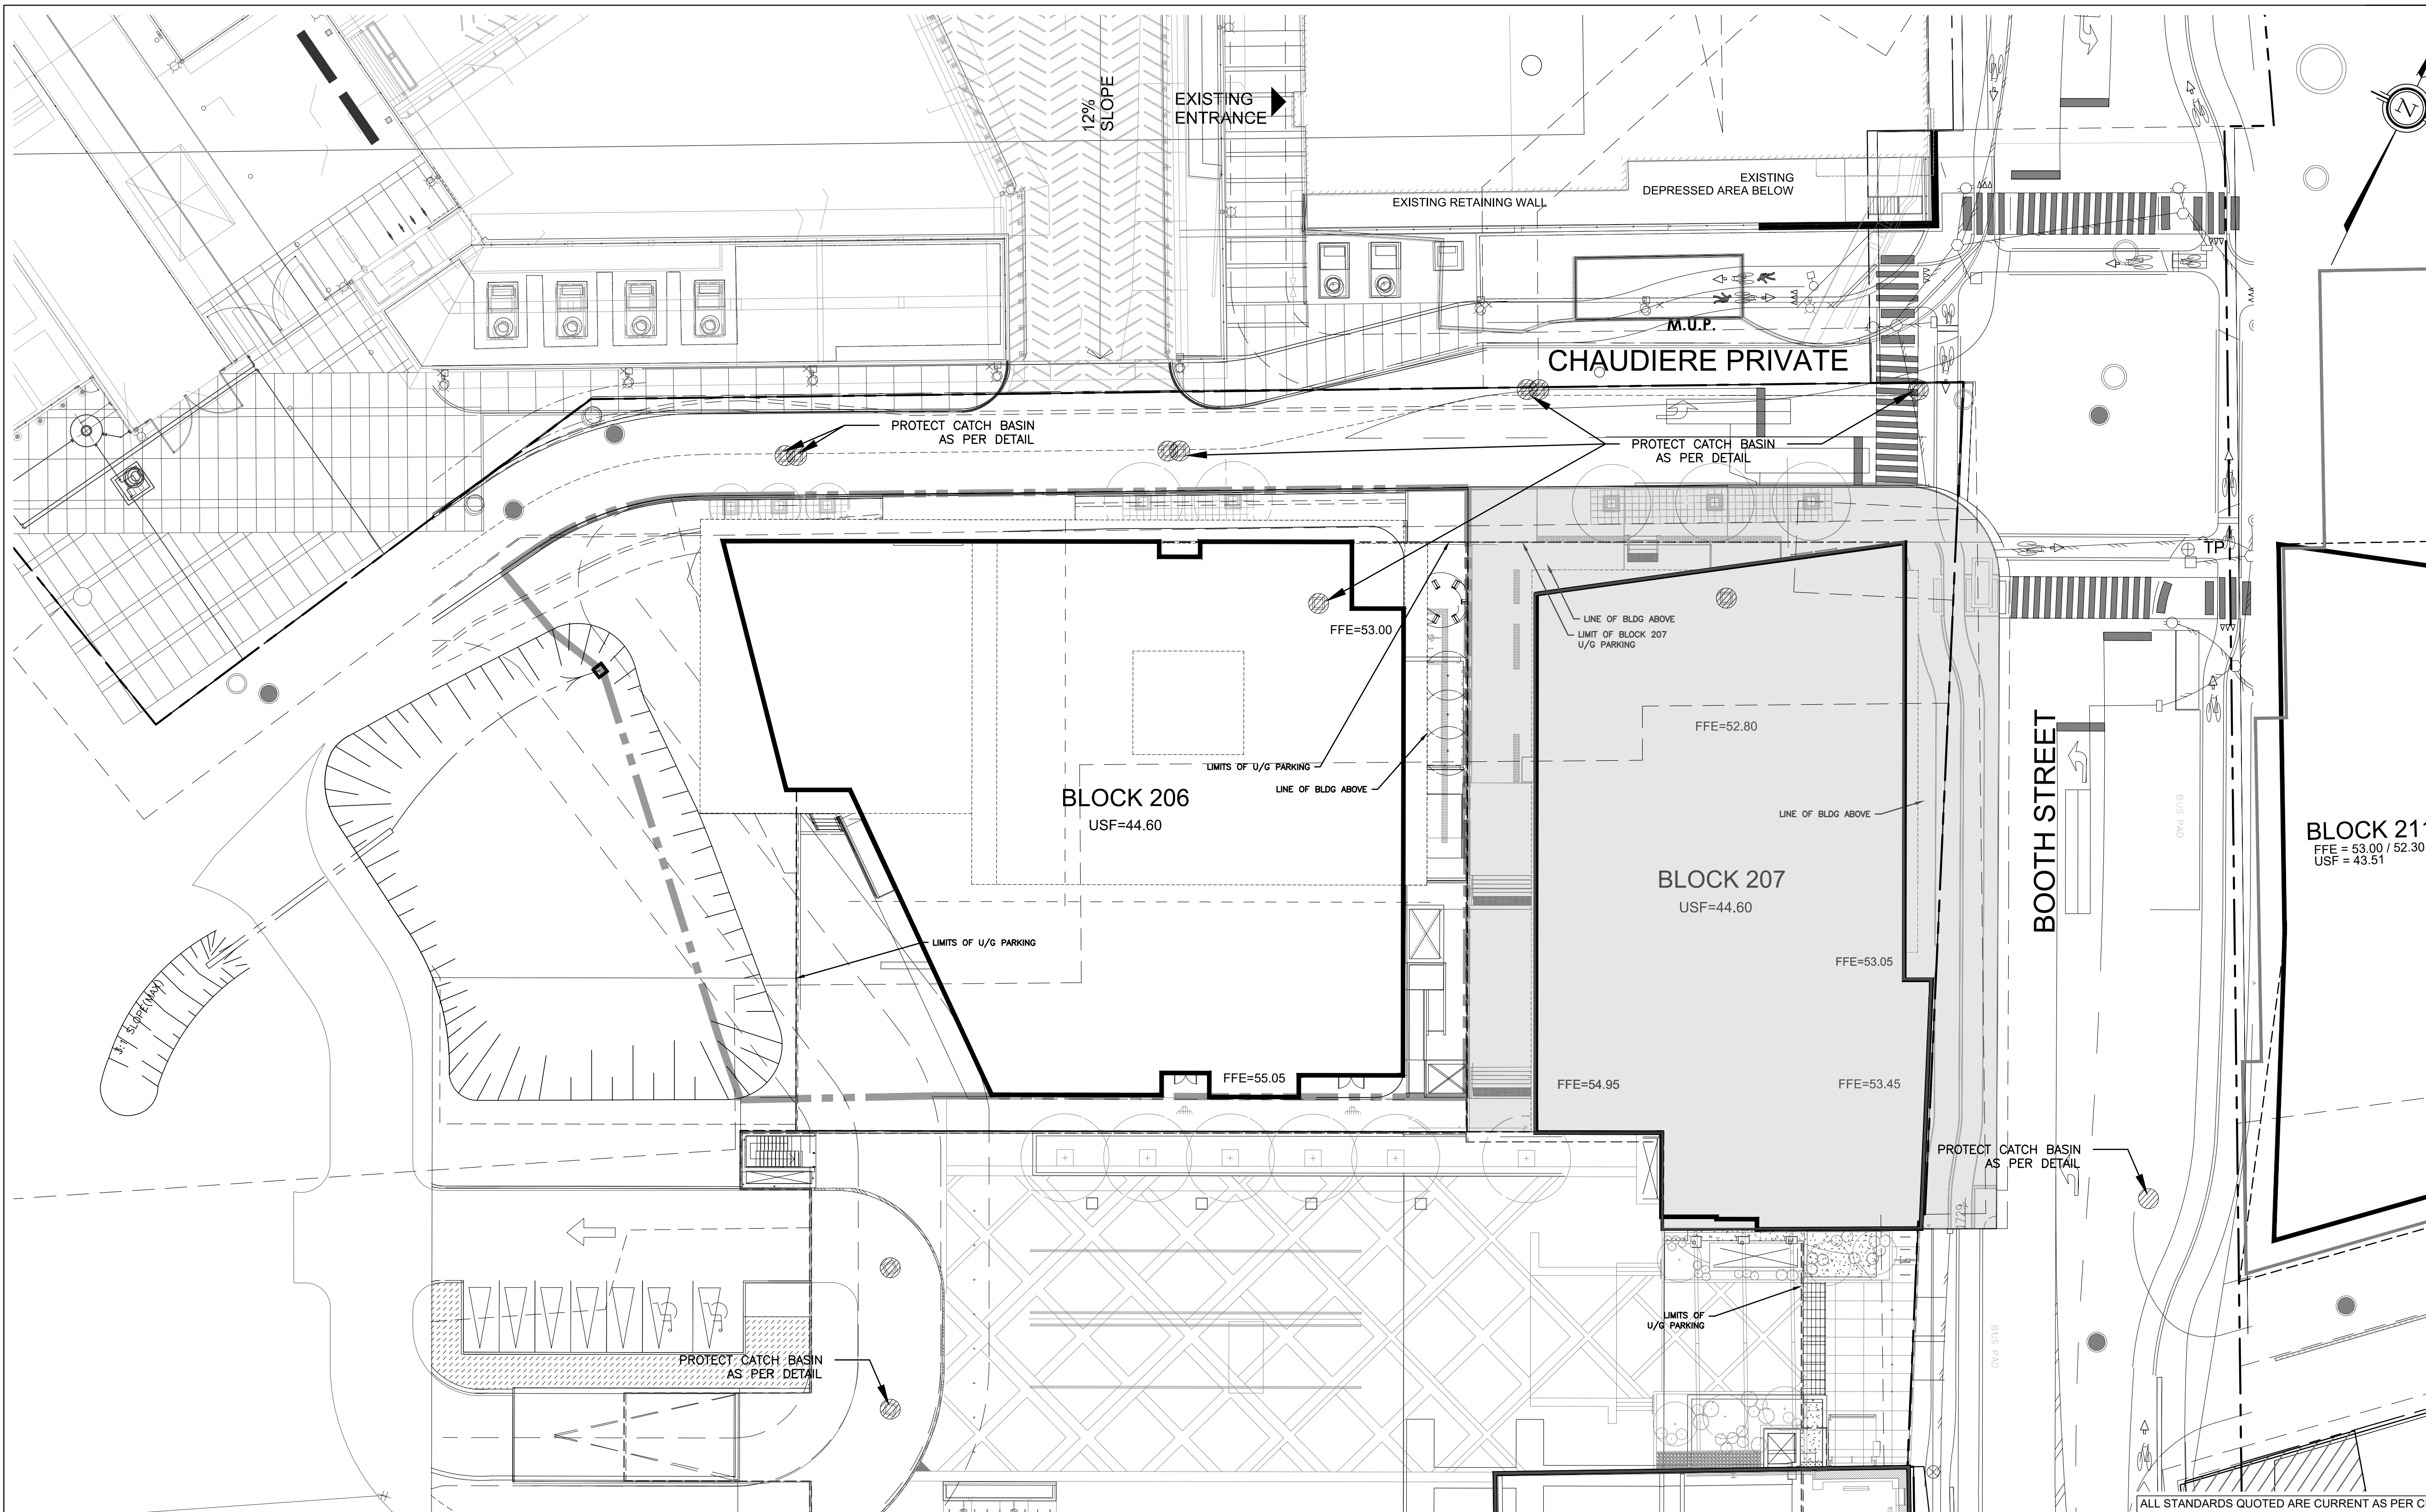 12%
SLOPE
EXISTING
ENTRANCE
N
EXISTING
DEPRESSED AREA BELOW
EXISTING RETAINING WALL
M.U.P.
CHAUDIERE PRIVATE
PROTECT CATCH BASIN
AS PER DETAIL
PROTECT CATCH BASIN
AS PER DETAIL
TP
FFE=53.00
LINE OF BLDG ABOVE
LIMIT OF BLOCK 207
U/G PARKING
FFE=52.80
LIMITS OF U/G PARKING
LINE OF BLDG ABOVE
BLOCK 206
USF=44.60
LINE OF BLDG ABOVE
BOOTH STREET
BUS PAD
BLOCK 211
FFE = 53.00 / 52.30
USF = 43.51
BLOCK 207
USF=44.60
LIMITS OF U/G PARKING
FFE=53.05
3:1 SLOPE(MAX)
FFE=55.05
FFE=54.95
FFE=53.45
PROTECT CATCH BASIN
AS PER DETAIL
1729
LIMITS OF
U/G PARKING
BUS PAD
PROTECT CATCH BASIN
AS PER DETAIL
ALL STANDARDS QUOTED ARE CURRENT AS PER C